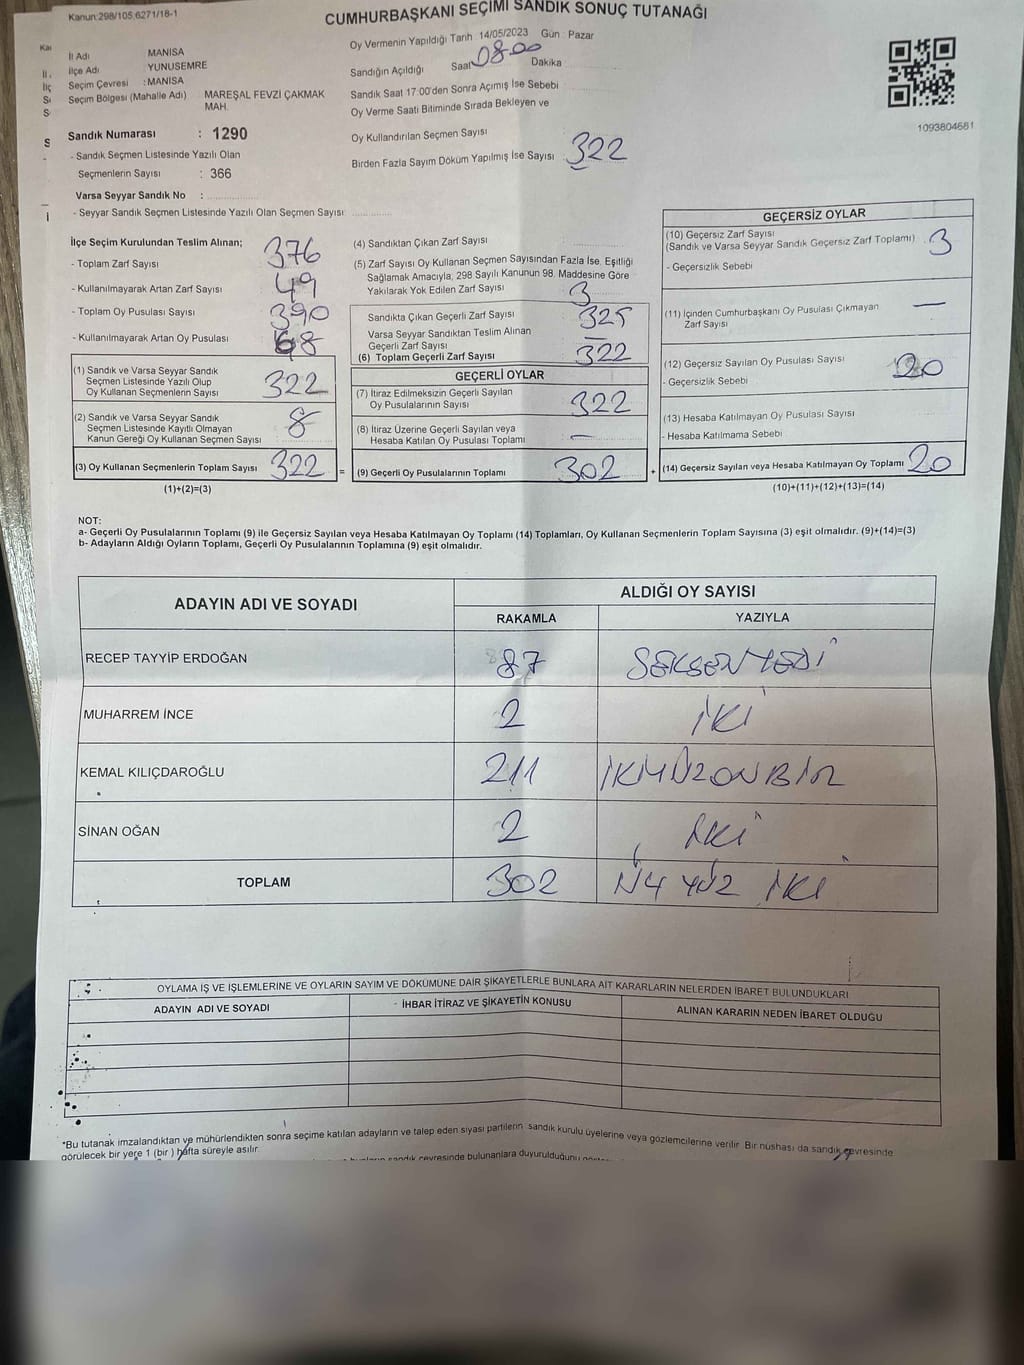 Kanun:298/105,6271/18-1
CUMHURBAŞKANI SEÇİMİ SANDIK SONUÇ TUTANAĞI
İl Adı MANİSA
İlçe Adı YUNUSEMRE
Seçim Çevresi : MANİSA
Seçim Bölgesi (Mahalle Adı) MAREŞAL FEVZİ ÇAKMAK
MAH.
Sandık Numarası : 1290
- Sandık Seçmen Listesinde Yazılı Olan
Seçmenlerin Sayısı : 366
Varsa Seyyar Sandık No :
- Seyyar Sandık Seçmen Listesinde Yazılı Olan Seçmen Sayısı:
Oy Vermenin Yapıldığı Tarih 14/05/2023 Gün : Pazar
Sandığın Açıldığı Saat 08.00 Dakika
Sandık Saat 17:00'den Sonra Açımış İse Sebebi
Oy Verme Saati Bitiminde Sırada Bekleyen ve
Oy Kullandırılan Seçmen Sayısı
Birden Fazla Sayım Döküm Yapılmış İse Sayısı 322
1093804681
İlçe Seçim Kurulundan Teslim Alınan;
- Toplam Zarf Sayısı 376
- Kullanılmayarak Artan Zarf Sayısı 49
- Toplam Oy Pusulası Sayısı 390
- Kullanılmayarak Artan Oy Pusulası 68
(1) Sandık ve Varsa Seyyar Sandık
Seçmen Listesinde Yazılı Olup
Oy Kullanan Seçmenlerin Sayısı 322
(2) Sandık ve Varsa Seyyar Sandık
Seçmen Listesinde Kayıtlı Olmayan
Kanun Gereği Oy Kullanan Seçmen Sayısı 8
(3) Oy Kullanan Seçmenlerin Toplam Sayısı 322 =
(1)+(2)=(3)
(4) Sandıktan Çıkan Zarf Sayısı
(5) Zarf Sayısı Oy Kullanan Seçmen Sayısından Fazla İse, Eşitliği
Sağlamak Amacıyla, 298 Sayılı Kanunun 98. Maddesine Göre
Yakılarak Yok Edilen Zarf Sayısı 3
Sandıkta Çıkan Geçerli Zarf Sayısı 325
Varsa Seyyar Sandıktan Teslim Alınan
Geçerli Zarf Sayısı —
(6) Toplam Geçerli Zarf Sayısı 322
GEÇERLİ OYLAR
(7) İtiraz Edilmeksizin Geçerli Sayılan
Oy Pusulalarının Sayısı 322
(8) İtiraz Üzerine Geçerli Sayılan veya
Hesaba Katılan Oy Pusulası Toplamı —
(9) Geçerli Oy Pusulalarının Toplamı 302 +
GEÇERSİZ OYLAR
(10) Geçersiz Zarf Sayısı
(Sandık ve Varsa Seyyar Sandık Geçersiz Zarf Toplamı) 3
- Geçersizlik Sebebi
(11) İçinden Cumhurbaşkanı Oy Pusulası Çıkmayan —
Zarf Sayısı
(12) Geçersiz Sayılan Oy Pusulası Sayısı 20
- Geçersizlik Sebebi
(13) Hesaba Katılmayan Oy Pusulası Sayısı
- Hesaba Katılmama Sebebi
(14) Geçersiz Sayılan veya Hesaba Katılmayan Oy Toplamı 20
(10)+(11)+(12)+(13)=(14)
NOT:
a- Geçerli Oy Pusulalarının Toplamı (9) ile Geçersiz Sayılan veya Hesaba Katılmayan Oy Toplamı (14) Toplamları, Oy Kullanan Seçmenlerin Toplam Sayısına (3) eşit olmalıdır. (9)+(14)=(3)
b- Adayların Aldığı Oyların Toplamı, Geçerli Oy Pusulalarının Toplamına (9) eşit olmalıdır.
ADAYIN ADI VE SOYADI ALDIĞI OY SAYISI
RAKAMLA YAZIYLA
RECEP TAYYİP ERDOĞAN 87 SEKSEN YEDİ
MUHARREM İNCE 2 İKİ
KEMAL KILIÇDAROĞLU 211 İKİYÜZONBİR
SİNAN OĞAN 2 İKİ
TOPLAM 302 ÜÇ YÜZ İKİ
OYLAMA İŞ VE İŞLEMLERİNE VE OYLARIN SAYIM VE DÖKÜMÜNE DAİR ŞİKAYETLERLE BUNLARA AİT KARARLARIN NELERDEN İBARET BULUNDUKLARI
ADAYIN ADI VE SOYADI - İHBAR İTİRAZ VE ŞİKAYETİN KONUSU ALINAN KARARIN NEDEN İBARET OLDUĞU
*Bu tutanak imzalandıktan ve mühürlendikten sonra seçime katılan adayların ve talep eden siyasi partilerin sandık kurulu üyelerine veya gözlemcilerine verilir. Bir nüshası da sandık çevresinde
görülecek bir yere 1 (bir ) hafta süreyle asılır.
sandık çevresinde bulunanlara duyurulduğunu